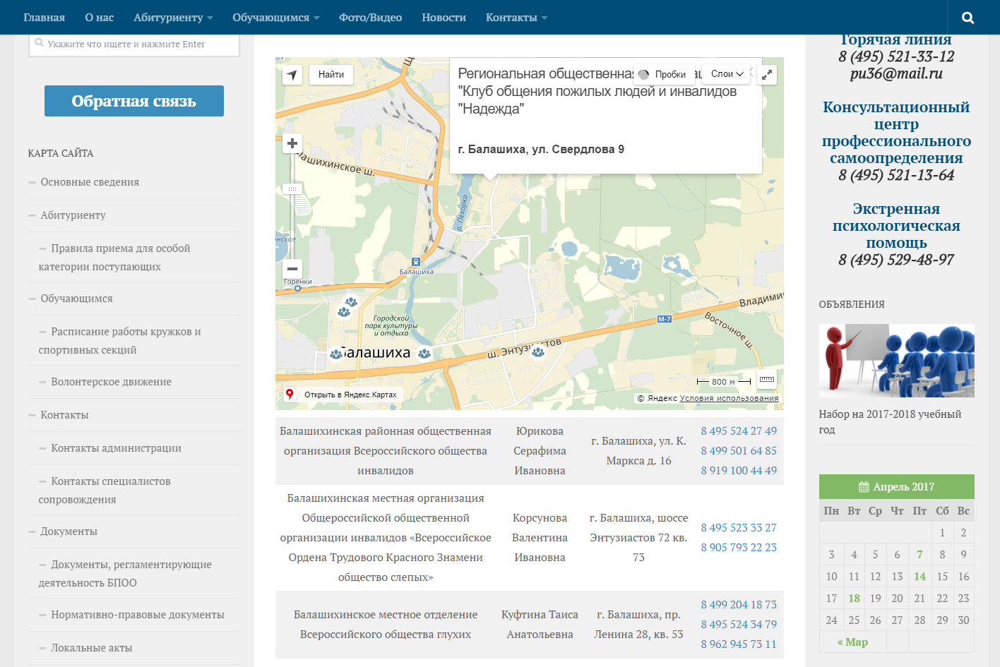 Главная
О нас
Абитуриенту
Обучающимся
Фото/Видео
Новости
Контакты
Укажите что ищете и нажмите Enter
Обратная связь
КАРТА САЙТА
Основные сведения
Абитуриенту
Правила приема для особой
категории поступающих
Обучающимся
Расписание работы кружков и
спортивных секций
Волонтерское движение
Контакты
Контакты администрации
Контакты специалистов
сопровождения
Документы
Документы, регламентирующие
деятельность БПОО
Нормативно-правовые документы
Локальные акты
Найти
Пробки
Слои
Региональная общественная
"Клуб общения пожилых людей и инвалидов
"Надежда"
г. Балашиха, ул. Свердлова 9
р. Пехорка
Балашиха
Горенки
Городской
парк культуры
и отдыха
Балашиха
ш. Энтузиастов
М-7
Восточное ш.
800 м
Открыть в Яндекс.Картах
© Яндекс Условия использования
Балашихинская районная общественная
организация Всероссийского общества
инвалидов
Юрикова
Серафима
Ивановна
г. Балашиха, ул. К.
Маркса д. 16
8 495 524 27 49
8 499 501 64 85
8 919 100 44 49
Балашихинская местная организация
Общероссийской общественной
организации инвалидов «Всероссийское
Ордена Трудового Красного Знамени
общество слепых»
Корсунова
Валентина
Ивановна
г. Балашиха, шоссе
Энтузиастов 72 кв.
73
8 495 523 33 27
8 905 793 22 23
Балашихинское местное отделение
Всероссийского общества глухих
Куфтина Таиса
Анатольевна
г. Балашиха, пр.
Ленина 28, кв. 53
8 499 204 18 73
8 495 524 34 79
8 962 945 73 11
Горячая линия
8 (495) 521-33-12
pu36@mail.ru
Консультационный
центр
профессионального
самоопределения
8 (495) 521-13-64
Экстренная
психологическая
помощь
8 (495) 529-48-97
ОБЪЯВЛЕНИЯ
Набор на 2017-2018 учебный
год
Апрель 2017
Пн Вт Ср Чт Пт Сб Вс
1 2
3 4 5 6 7 8 9
10 11 12 13 14 15 16
17 18 19 20 21 22 23
24 25 26 27 28 29 30
« Мар